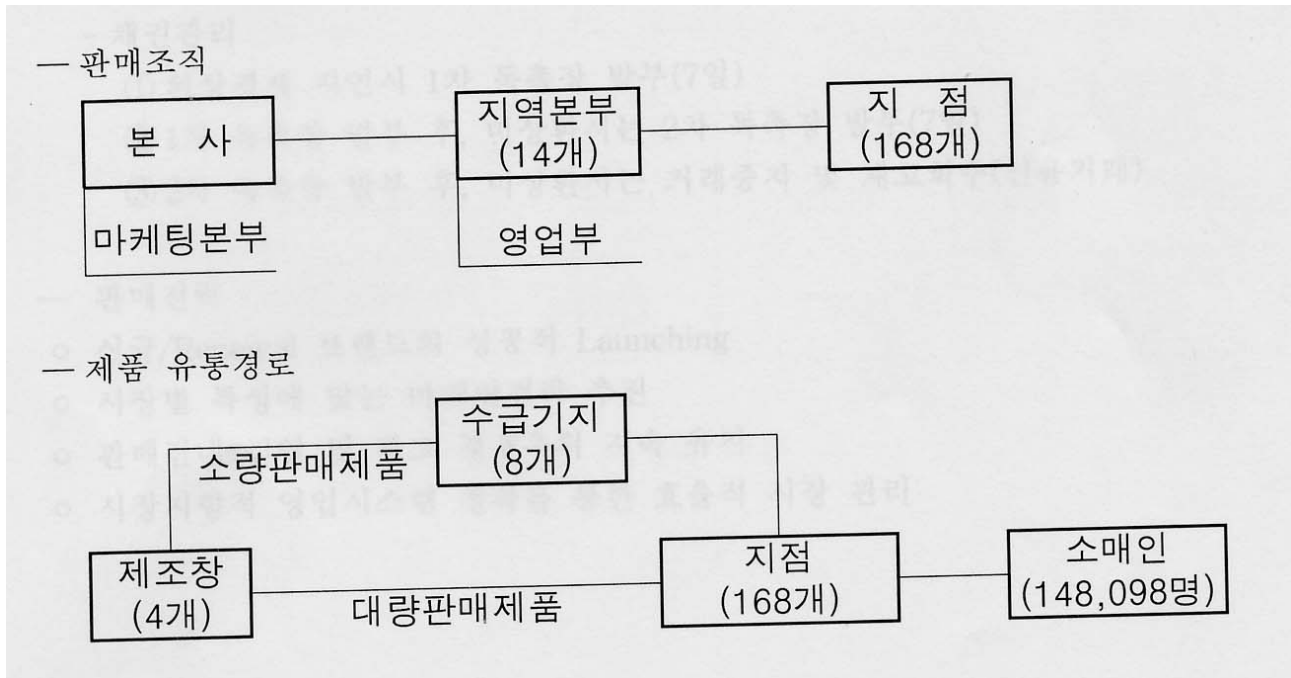 — 판매조직
본 사
지역본부
(14개)
지 점
(168개)
마케팅본부
영업부
— 제품 유통경로
수급기지
(8개)
소량판매제품
제조창
(4개)
대량판매제품
지점
(168개)
소매인
(148,098명)